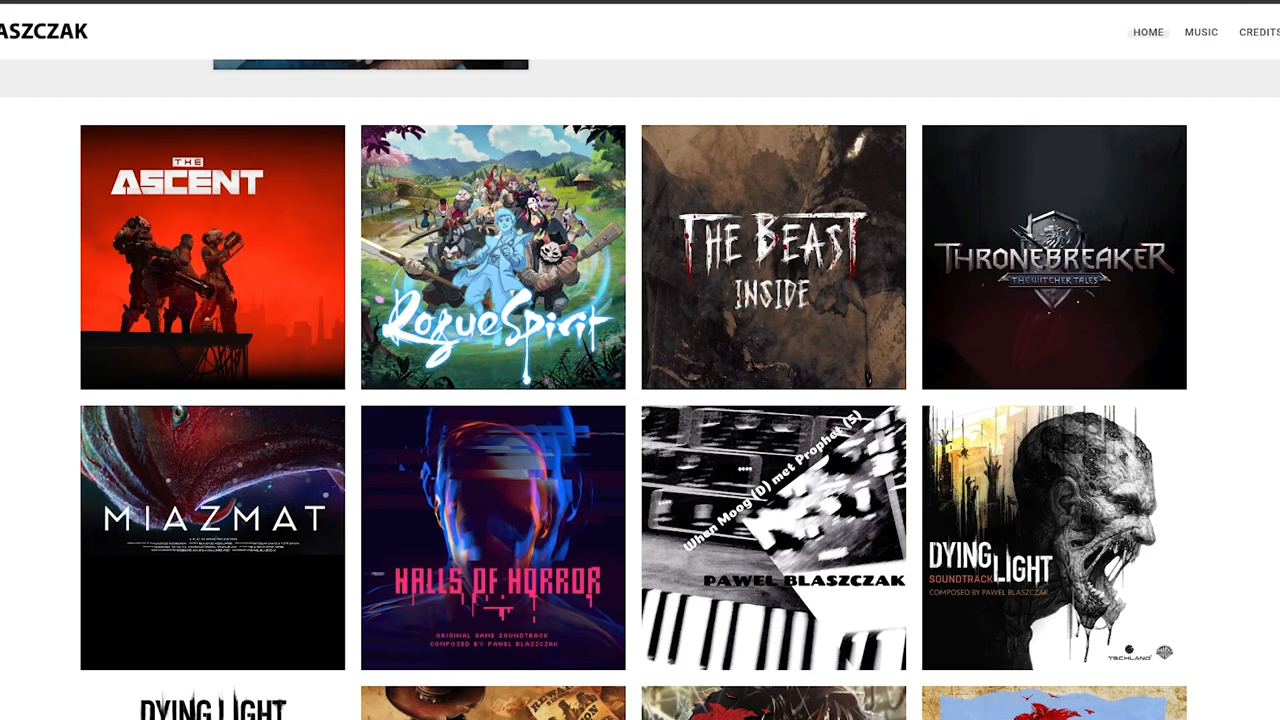 ASZCZAK
HOME MUSIC CREDITS
THE
ASCENT
RogueSpirit
THE BEAST
INSIDE
THRONEBREAKER
THE WITCHER TALES
MIAZMAT
HALLS OF HORROR
ORIGINAL GAME SOUNDTRACK
COMPOSED BY PAWEL BLASZCZAK
When Moog (D) met Prophet (5)
PAWEL BLASZCZAK
DYING
LIGHT
SOUNDTRACK
COMPOSED BY PAWEL BLASZCZAK
TECHLAND
DYING LIGHT